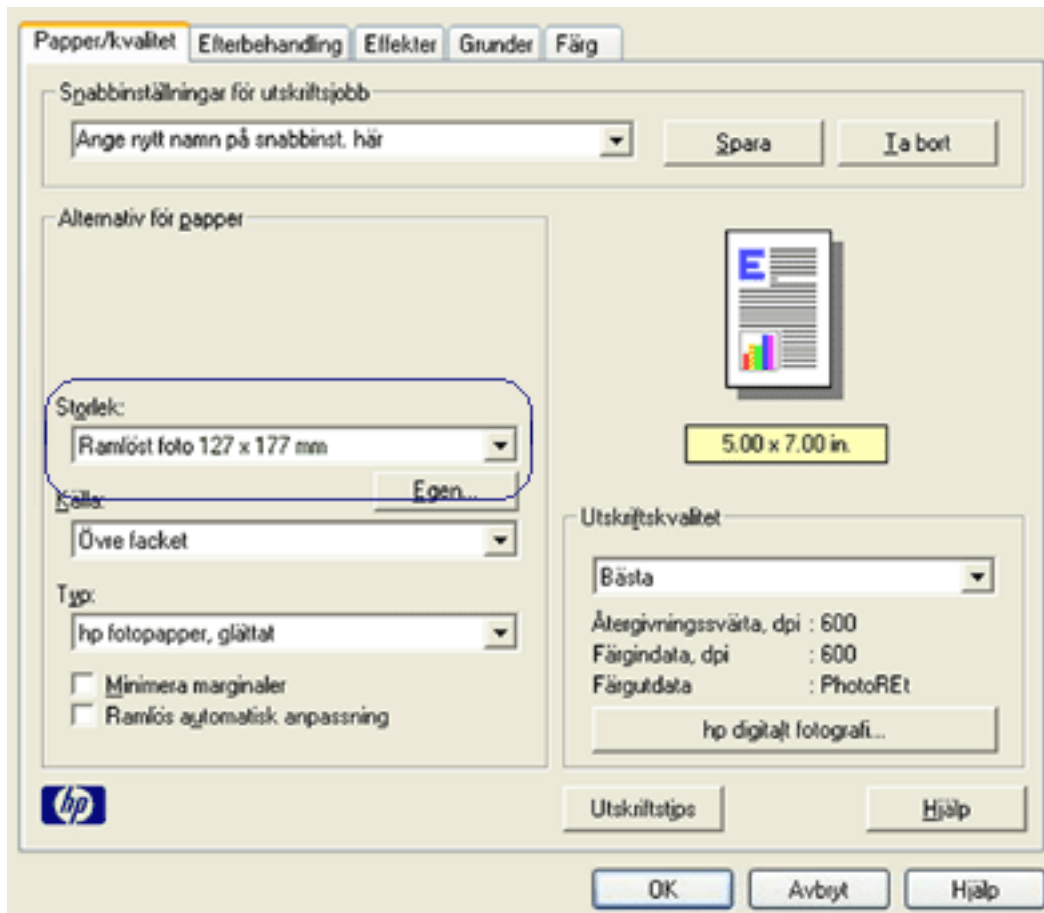 Papper/kvalitet Efterbehandling Effekter Grunder Färg
Snabbinställningar för utskriftsjobb
Ange nytt namn på snabbinst. här
Spara Ta bort
Alternativ för papper
E
Storlek:
Ramlöst foto 127 x 177 mm
Egen...
Källa:
Övre facket
Typ:
hp fotopapper, glättat
Minimera marginaler
Ramlös automatisk anpassning
5.00 x 7.00 in.
Utskriftskvalitet
Bästa
Återgivningssvärta, dpi : 600
Färgindata, dpi : 600
Färgutdata : PhotoREt
hp digitalt fotografi...
hp
Utskriftstips Hjälp
OK Avbryt Hjälp